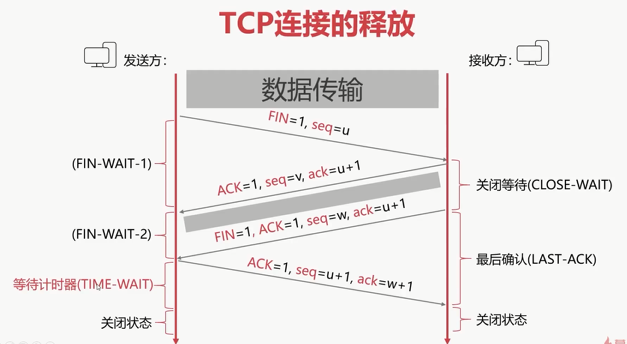 TCP连接的释放
发送方:
接收方:
数据传输
FIN=1, seq=u
(FIN-WAIT-1)
ACK=1, seq=v, ack=u+1
关闭等待(CLOSE-WAIT)
(FIN-WAIT-2)
FIN=1, ACK=1, seq=w, ack=u+1
最后确认(LAST-ACK)
等待计时器(TIME-WAIT)
ACK=1, seq=u+1, ack=w+1
关闭状态
关闭状态